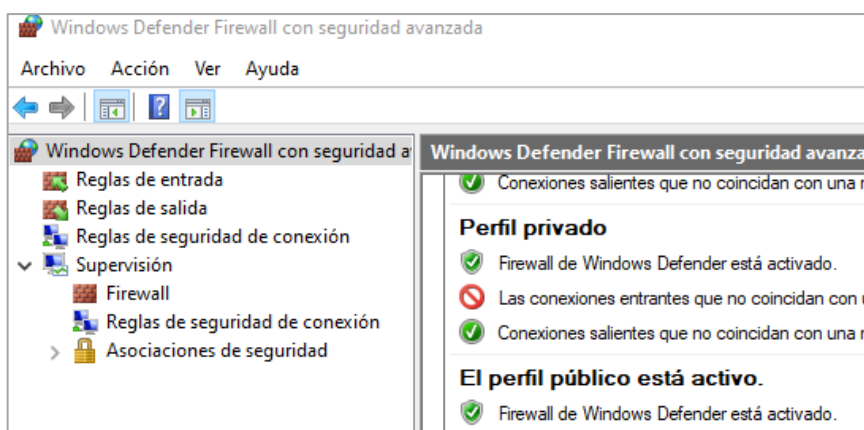 Windows Defender Firewall con seguridad avanzada
Archivo Acción Ver Ayuda
Windows Defender Firewall con seguridad a
Reglas de entrada
Reglas de salida
Reglas de seguridad de conexión
Supervisión
Firewall
Reglas de seguridad de conexión
Asociaciones de seguridad
Windows Defender Firewall con seguridad avanza
Conexiones salientes que no coincidan con una
Perfil privado
Firewall de Windows Defender está activado.
Las conexiones entrantes que no coincidan con
Conexiones salientes que no coincidan con una
El perfil público está activo.
Firewall de Windows Defender está activado.